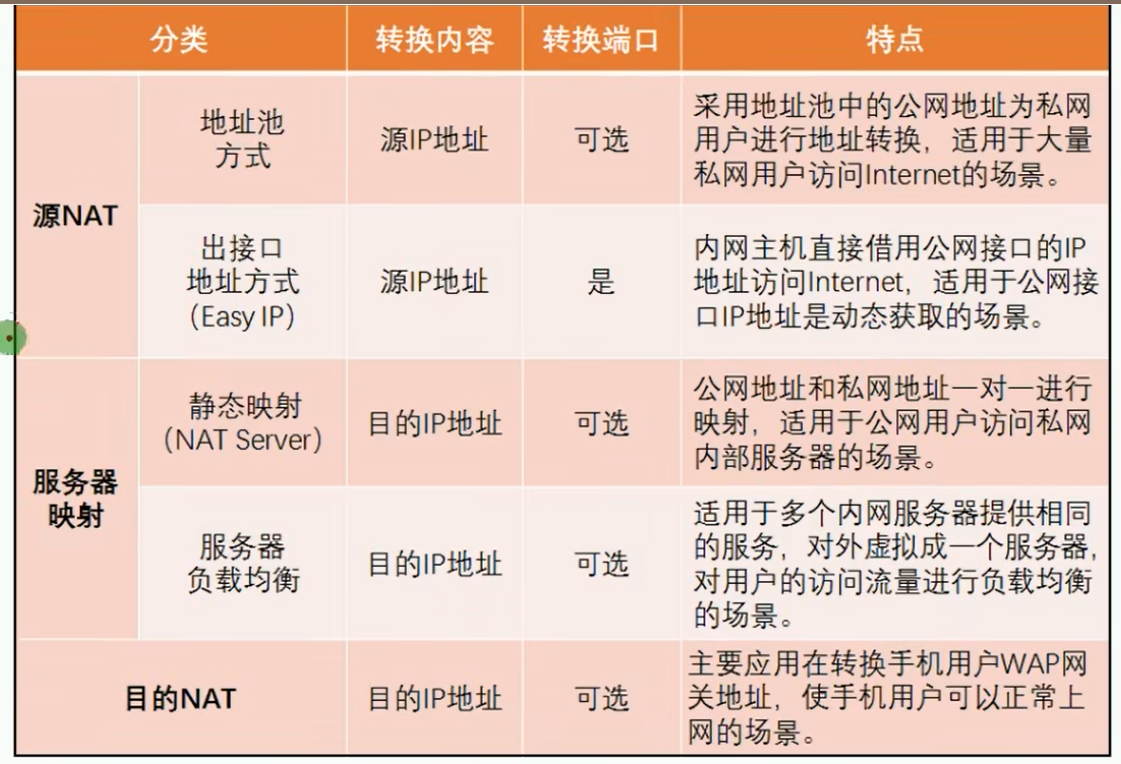 分类 转换内容 转换端口 特点
源NAT
地址池
方式
源IP地址
可选
采用地址池中的公网地址为私网
用户进行地址转换，适用于大量
私网用户访问Internet的场景。
出接口
地址方式
（Easy IP）
源IP地址
是
内网主机直接借用公网接口的IP
地址访问Internet，适用于公网接
口IP地址是动态获取的场景。
服务器
映射
静态映射
（NAT Server）
目的IP地址
可选
公网地址和私网地址一对一进行
映射，适用于公网用户访问私网
内部服务器的场景。
服务器
负载均衡
目的IP地址
可选
适用于多个内网服务器提供相同
的服务，对外虚拟成一个服务器，
对用户的访问流量进行负载均衡
的场景。
目的NAT
目的IP地址
可选
主要应用在转换手机用户WAP网
关地址，使手机用户可以正常上
网的场景。